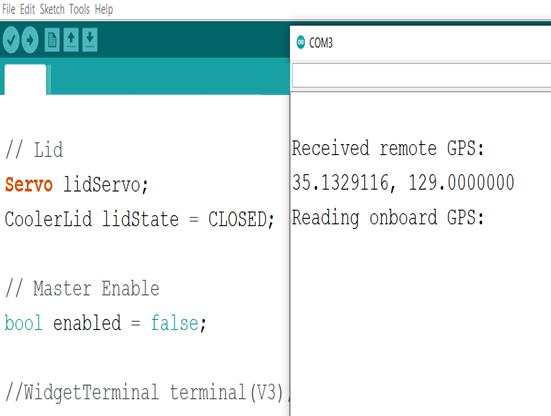 File Edit Sketch Tools Help
COM3
// Lid
Servo lidServo;
CoolerLid lidState = CLOSED;
// Master Enable
bool enabled = false;
//WidgetTerminal terminal(V3)
Received remote GPS:
35.1329116, 129.0000000
Reading onboard GPS: